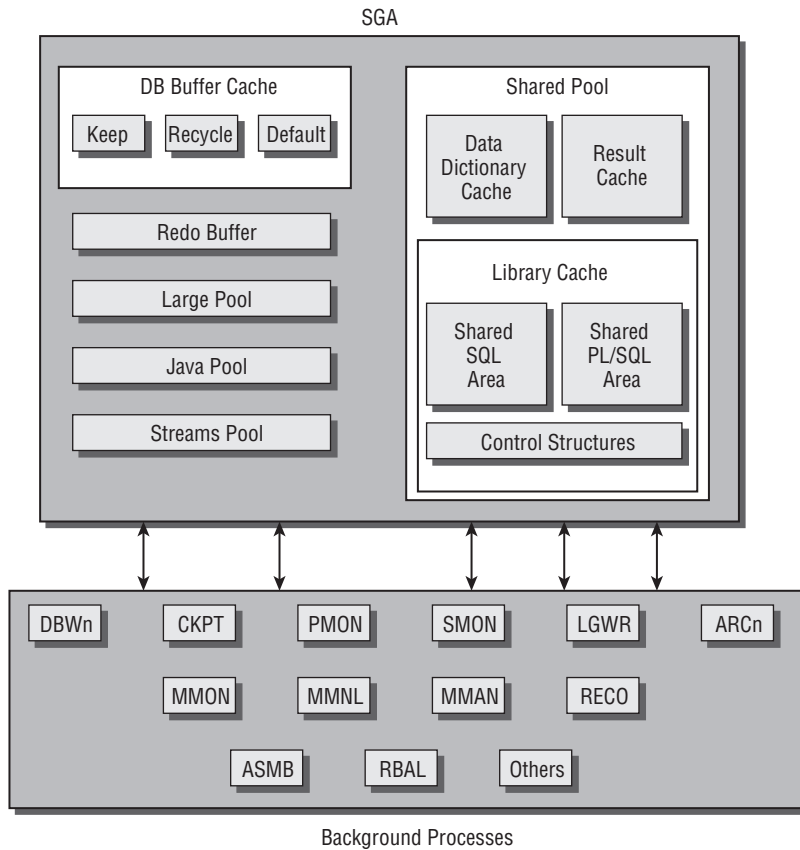 SGA
DB Buffer Cache
Keep
Recycle
Default
Redo Buffer
Large Pool
Java Pool
Streams Pool
Shared Pool
Data
Dictionary
Cache
Result
Cache
Library Cache
Shared
SQL
Area
Shared
PL/SQL
Area
Control Structures
DBWn
CKPT
PMON
SMON
LGWR
ARCn
MMON
MMNL
MMAN
RECO
ASMB
RBAL
Others
Background Processes